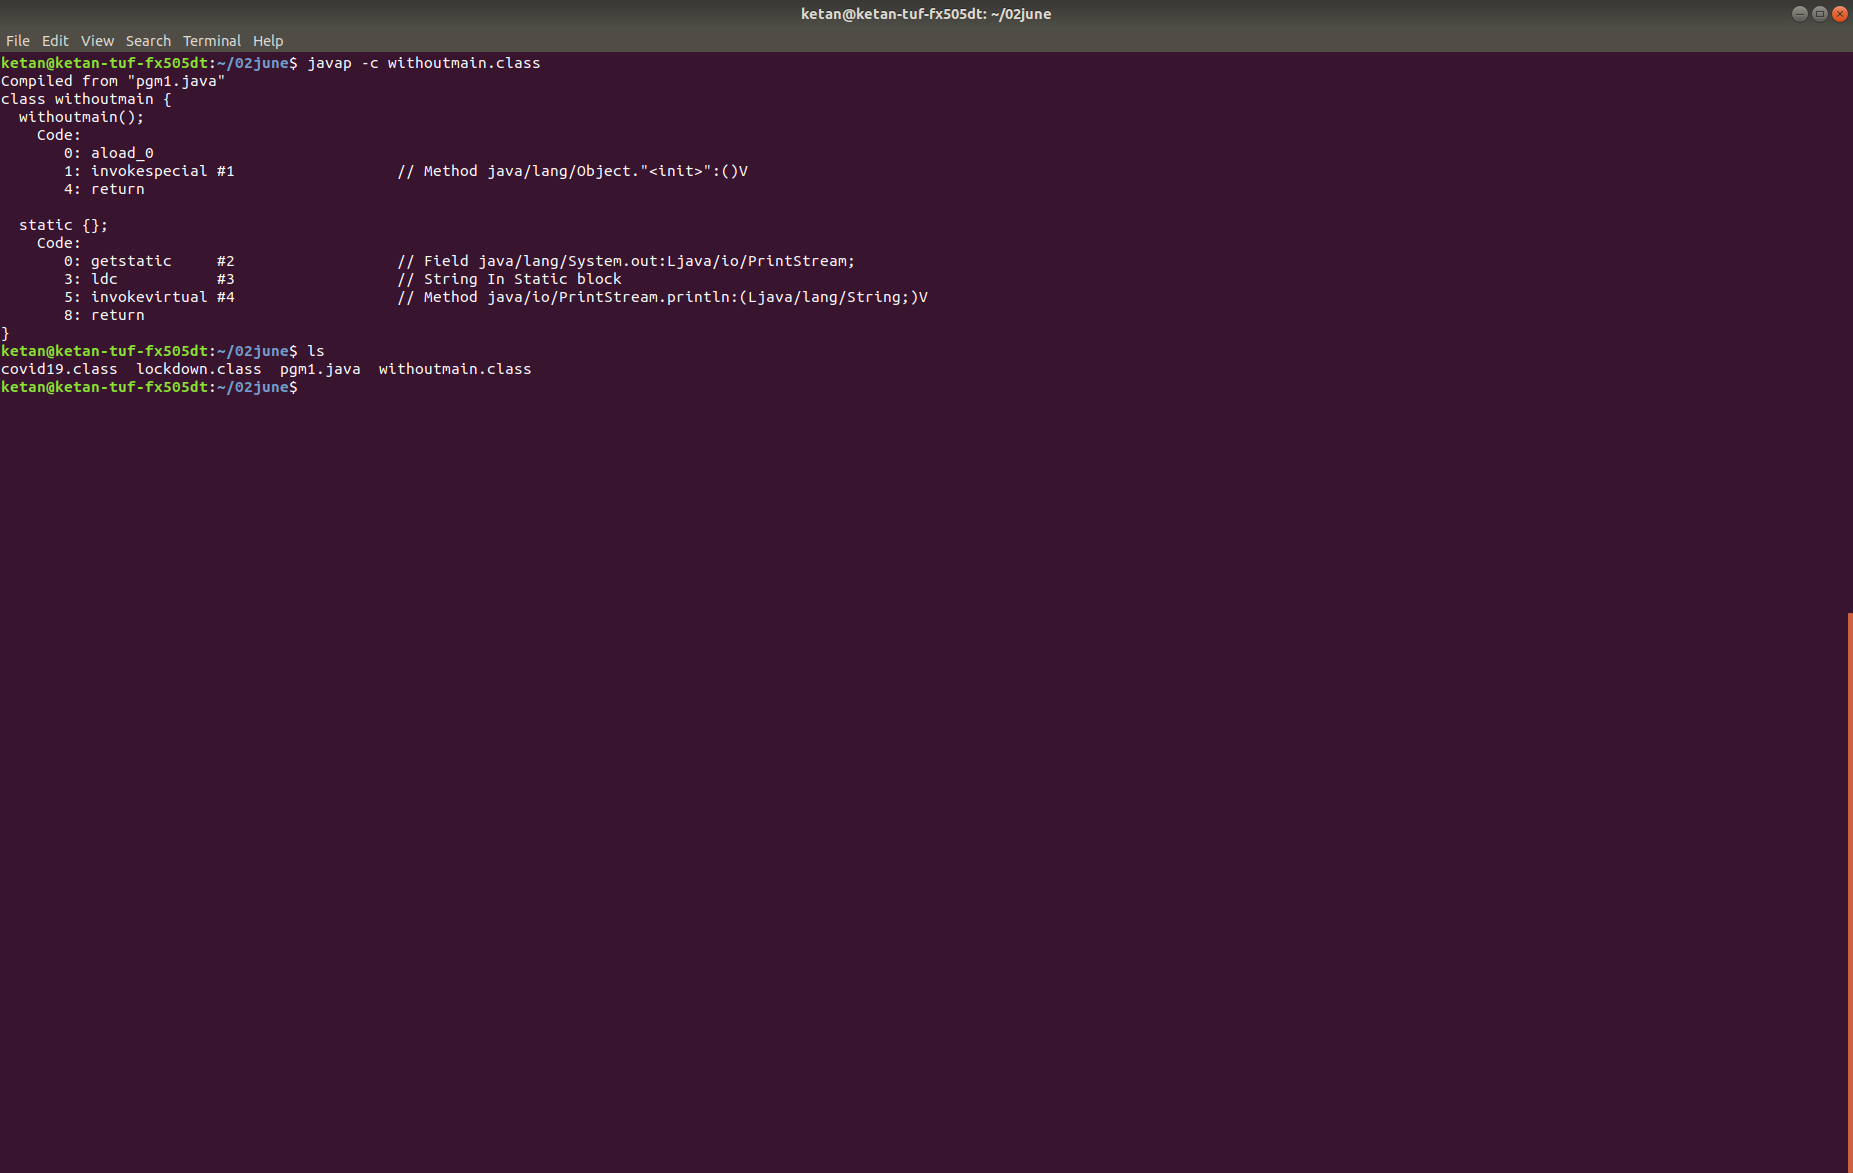 ketan@ketan-tuf-fx505dt: ~/02june
File Edit View Search Terminal Help
ketan@ketan-tuf-fx505dt:~/02june$ javap -c withoutmain.class
Compiled from "pgm1.java"
class withoutmain {
  withoutmain();
    Code:
       0: aload_0
       1: invokespecial #1                  // Method java/lang/Object."<init>":()V
       4: return

  static {};
    Code:
       0: getstatic     #2                  // Field java/lang/System.out:Ljava/io/PrintStream;
       3: ldc           #3                  // String In Static block
       5: invokevirtual #4                  // Method java/io/PrintStream.println:(Ljava/lang/String;)V
       8: return
}
ketan@ketan-tuf-fx505dt:~/02june$ ls
covid19.class  lockdown.class  pgm1.java  withoutmain.class
ketan@ketan-tuf-fx505dt:~/02june$